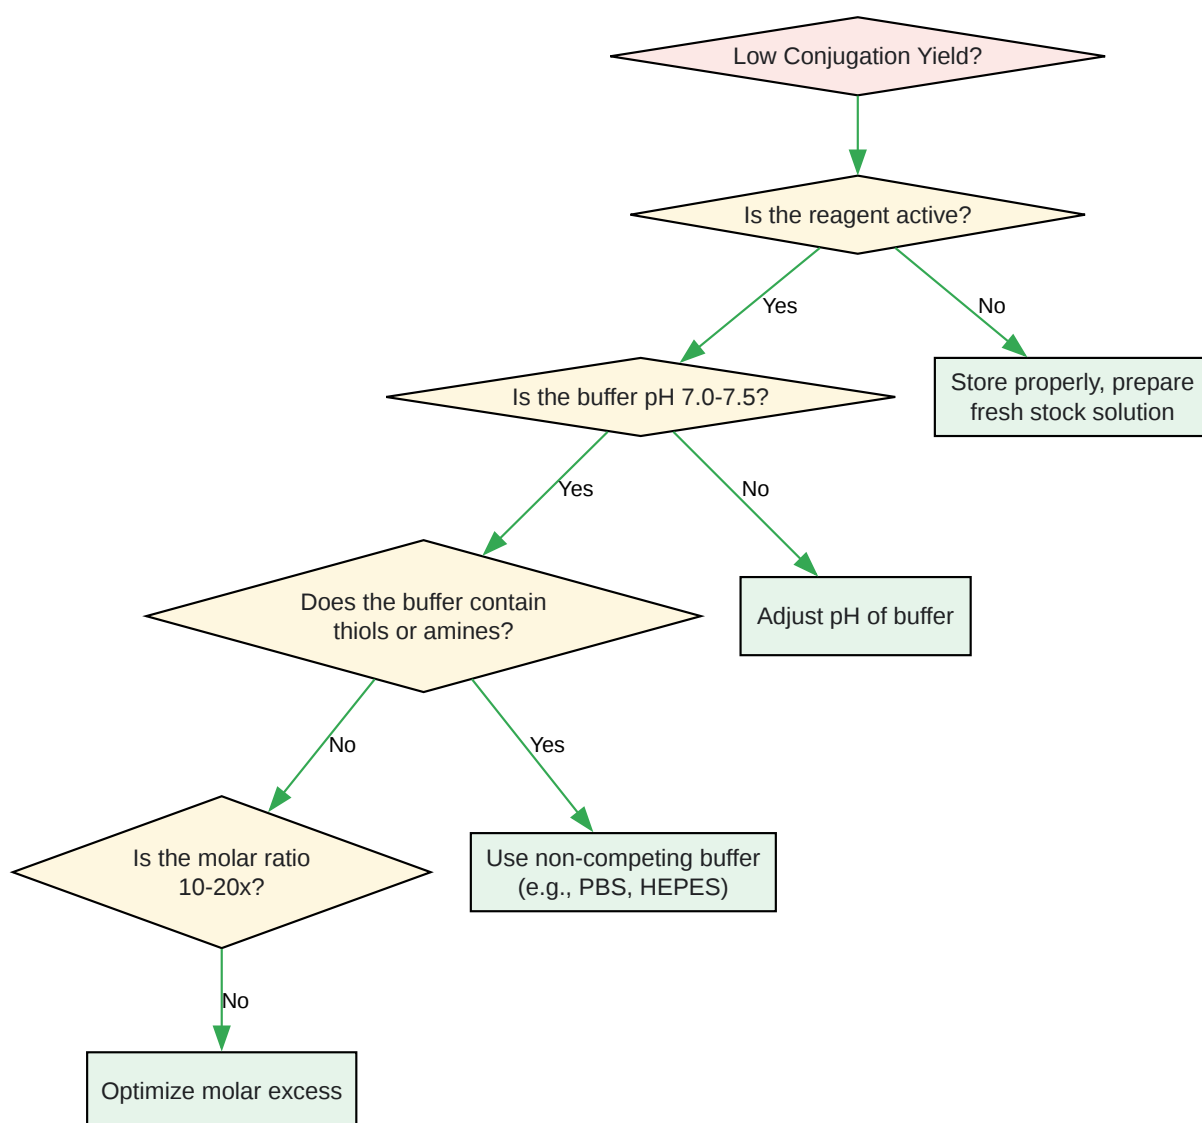 Low Conjugation Yield?
Is the reagent active?
Yes
No
Is the buffer pH 7.0-7.5?
Store properly, prepare
fresh stock solution
Yes
No
Does the buffer contain
thiols or amines?
Adjust pH of buffer
No
Yes
Is the molar ratio
10-20x?
Use non-competing buffer
(e.g., PBS, HEPES)
No
Optimize molar excess